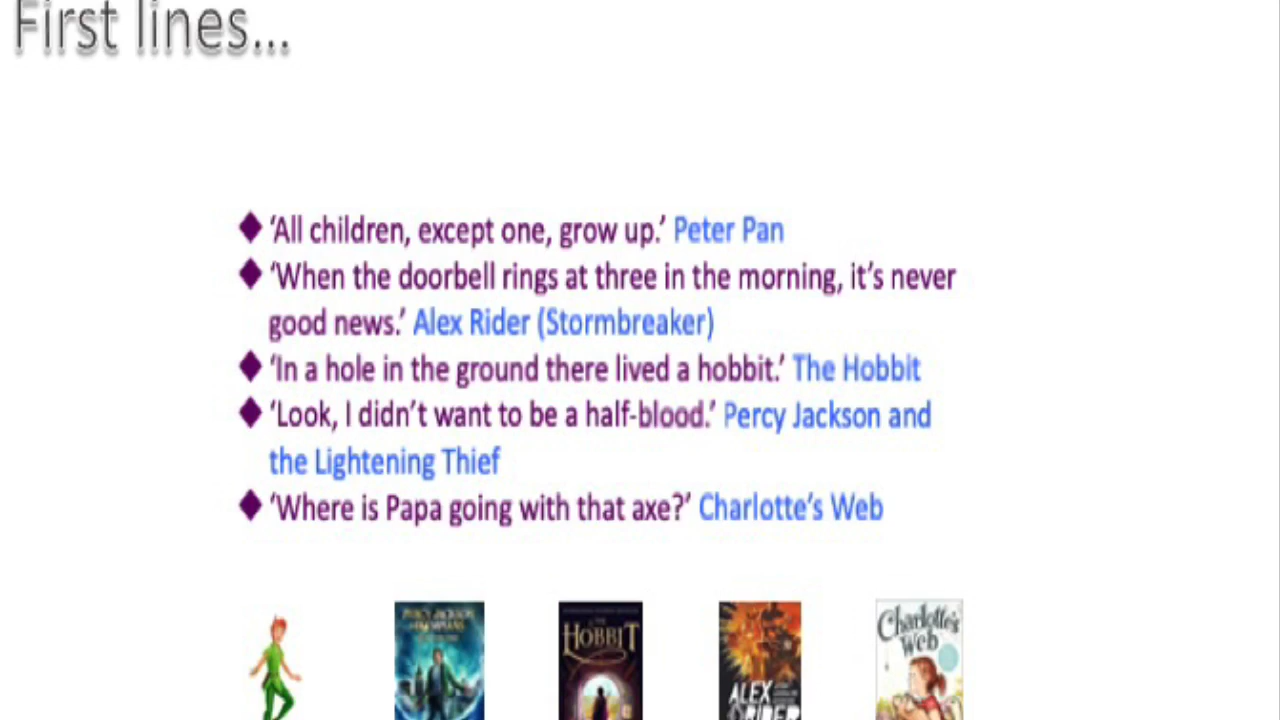 First lines...
‘All children, except one, grow up.’ Peter Pan
‘When the doorbell rings at three in the morning, it’s never
good news.’ Alex Rider (Stormbreaker)
‘In a hole in the ground there lived a hobbit.’ The Hobbit
‘Look, I didn’t want to be a half-blood.’ Percy Jackson and
the Lightening Thief
‘Where is Papa going with that axe?’ Charlotte’s Web
PERCY JACKSON
THE HOBBIT
ALEX
RIDER
Charlotte's
Web